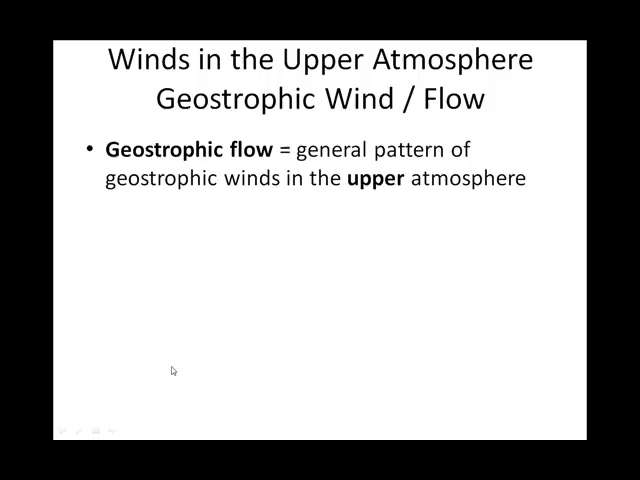 Winds in the Upper Atmosphere
Geostrophic Wind / Flow
• Geostrophic flow = general pattern of
geostrophic winds in the upper atmosphere